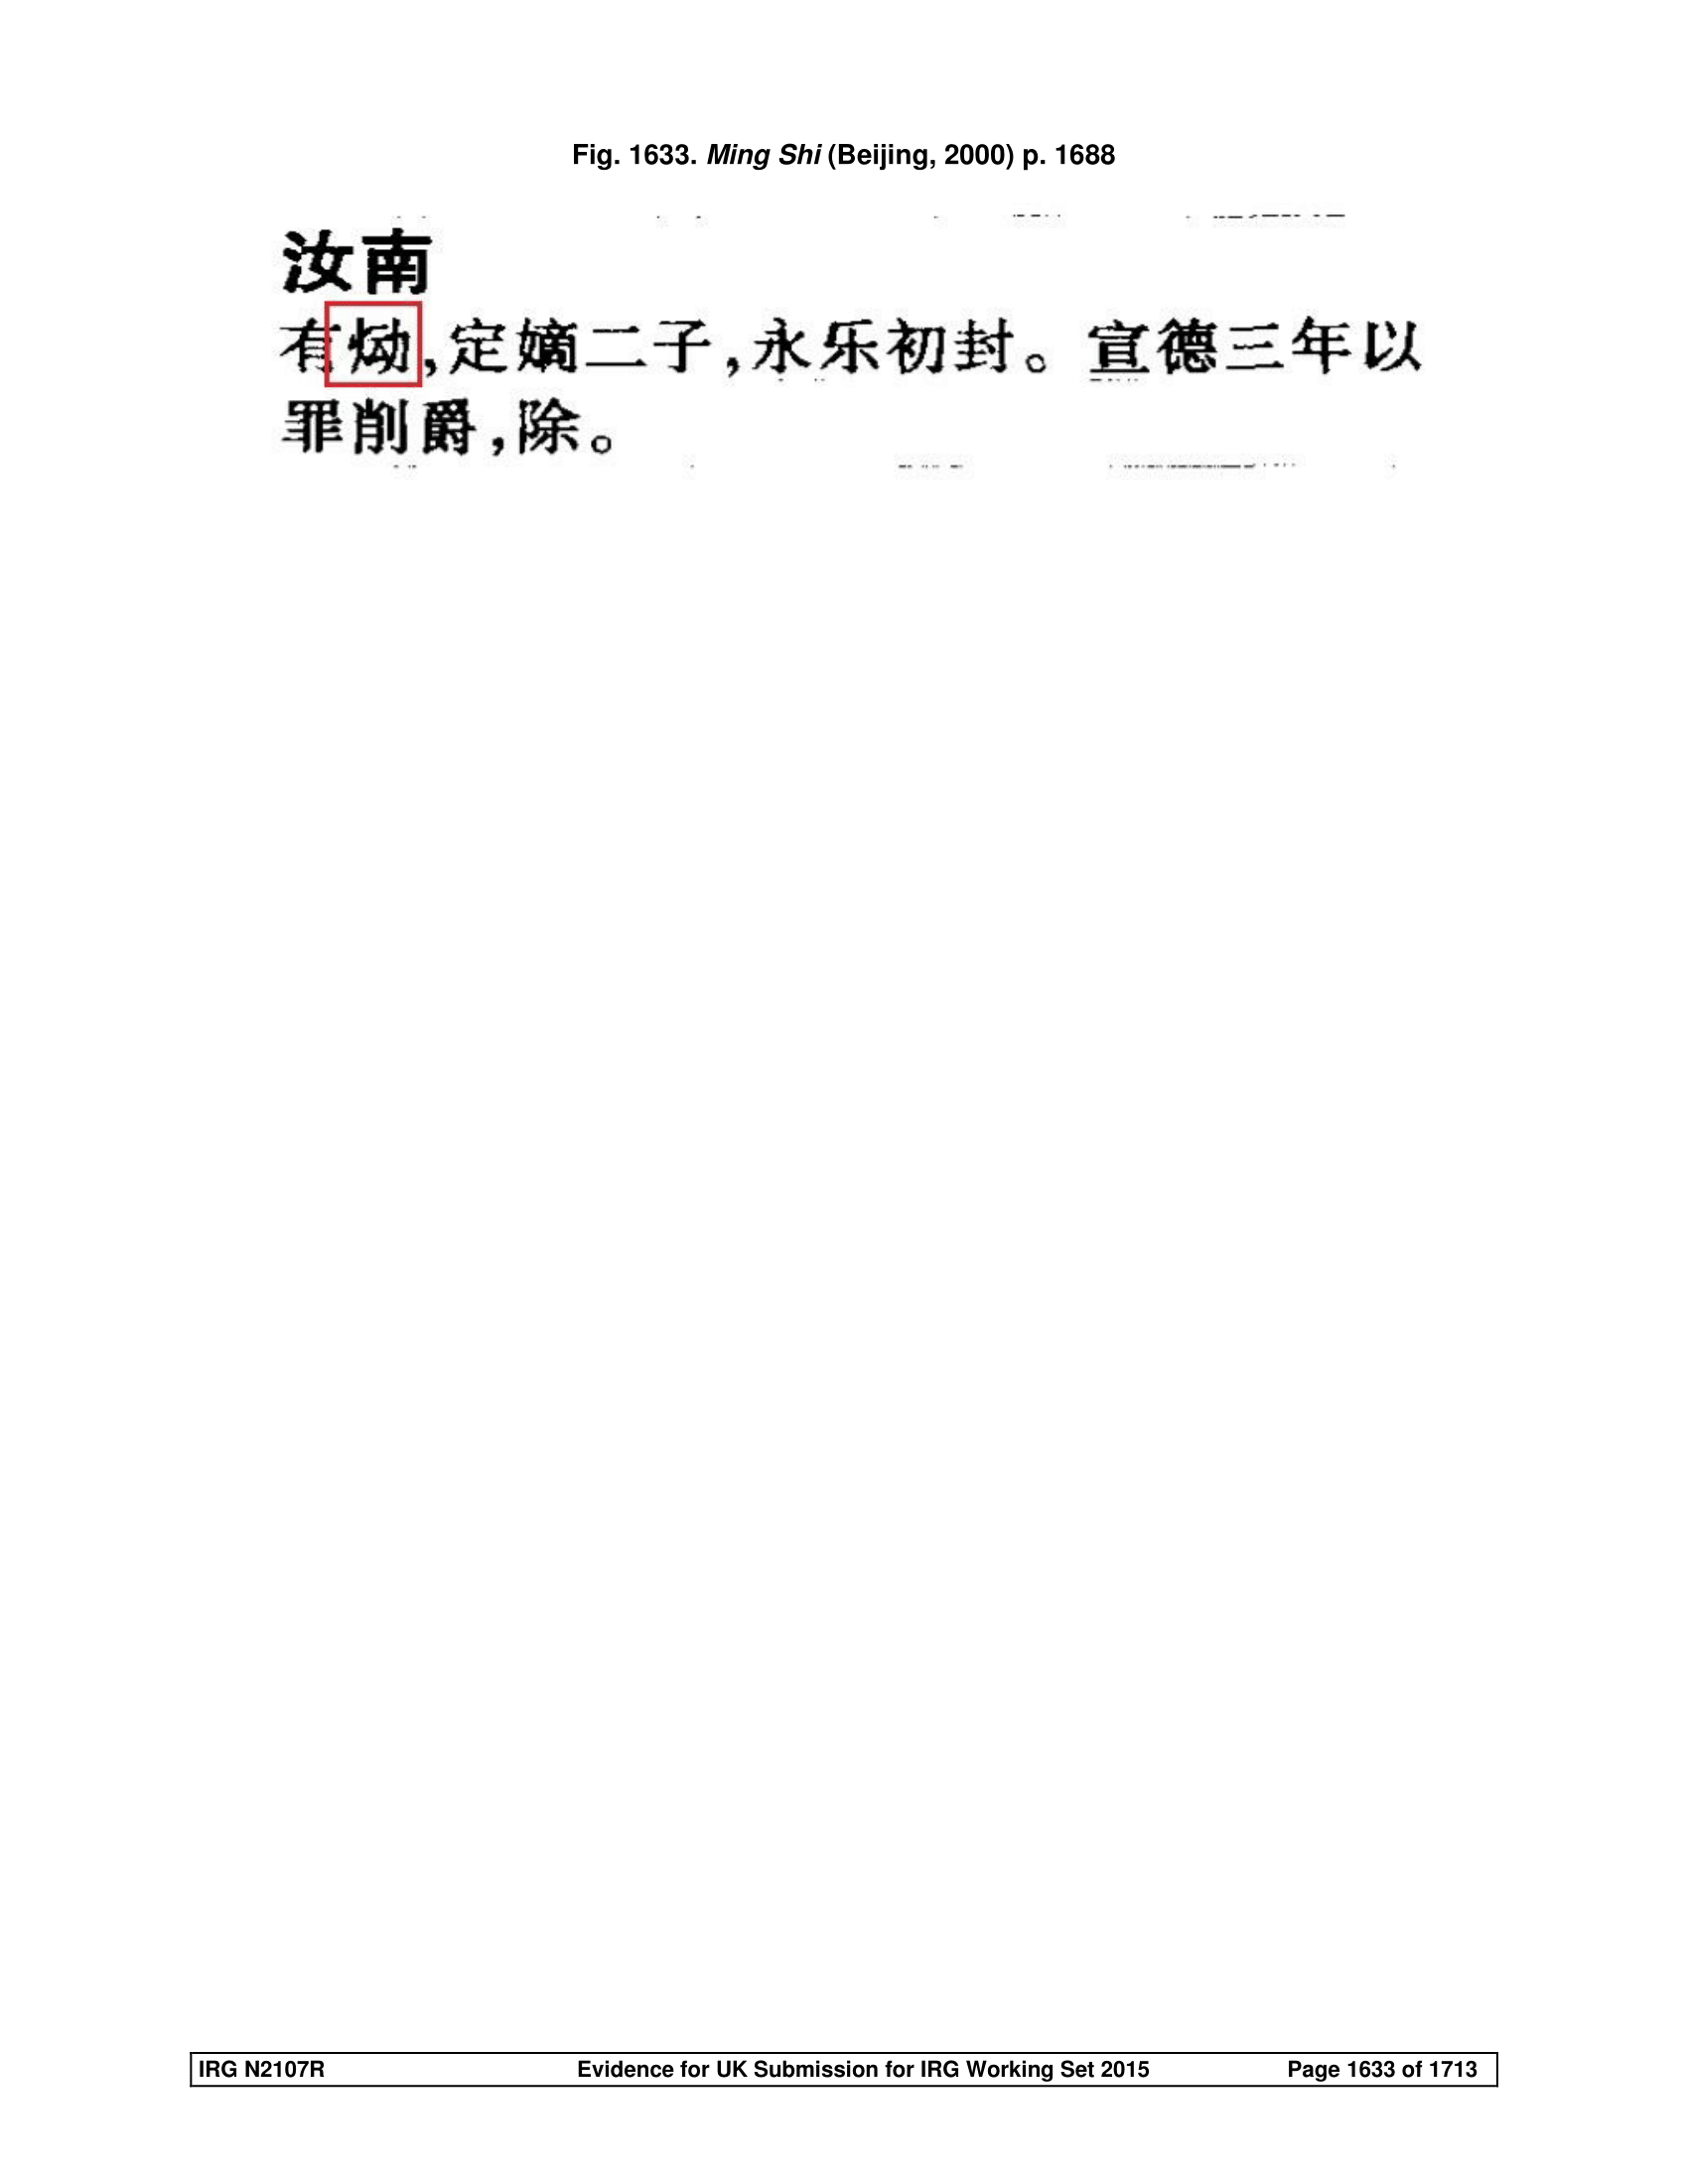 Fig. 1633. Ming Shi (Beijing, 2000) p. 1688
汝南
有,定嫡二子,永乐初封。宣德三年以
罪削爵,除。
IRG N2107R Evidence for UK Submission for IRG Working Set 2015 Page 1633 of 1713